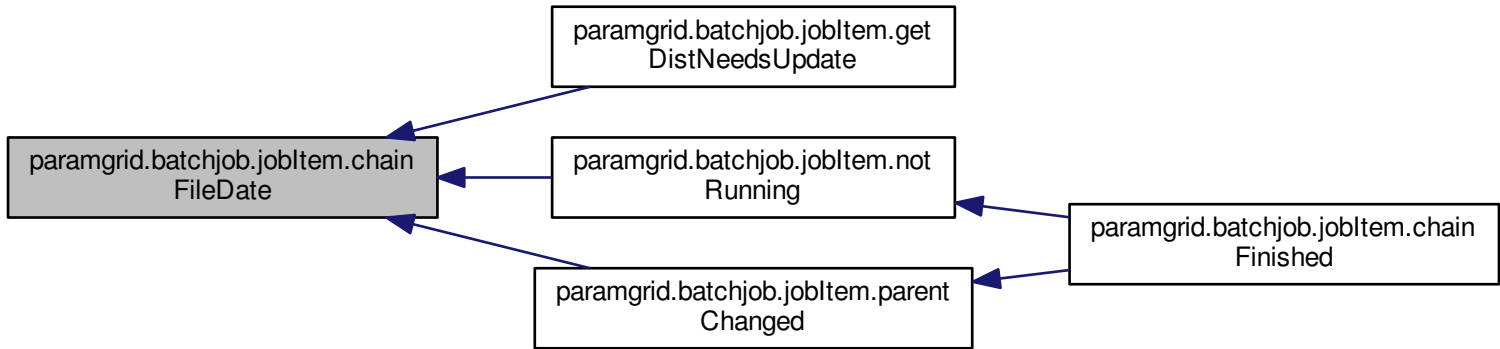 paramgrid.batchjob.jobItem.get
DistNeedsUpdate
paramgrid.batchjob.jobItem.chain
FileDate
paramgrid.batchjob.jobItem.not
Running
paramgrid.batchjob.jobItem.chain
Finished
paramgrid.batchjob.jobItem.parent
Changed